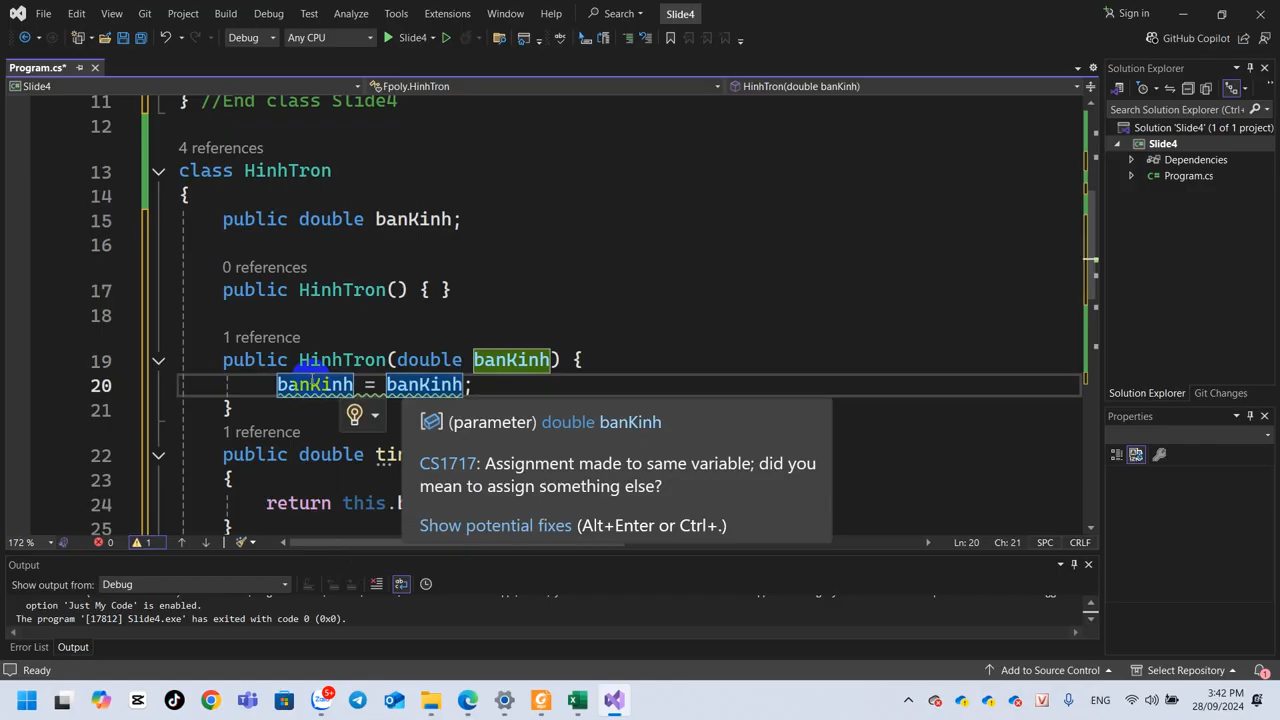 File Edit View Git Project Build Debug Test Analyze Tools Extensions Window Help Search Slide4 Sign in
Debug Any CPU Slide4 GitHub Copilot
Program.cs* Solution Explorer
Slide4 Fpoly.HinTron HinhTron(double banKinh)
Search Solution Explorer (Ctrl+
Solution 'Slide4' (1 of 1 project)
Slide4
Dependencies
Program.cs
11 } //End class Slide4
12
4 references
13 class HinhTron
14 {
15 public double banKinh;
16
0 references
17 public HinhTron() { }
18
1 reference
19 public HinhTron(double banKinh) {
20 banKinh = banKinh;
21 }
1 reference
22 public double tin
23 {
24 return this.b
25 }
(parameter) double banKinh
CS1717: Assignment made to same variable; did you
mean to assign something else?
Show potential fixes (Alt+Enter or Ctrl+.)
Solution Explorer Git Changes
Properties
172 % 0 1 Ln: 20 Ch: 21 SPC CRLF
Output
Show output from: Debug
option 'Just My Code' is enabled.
The program '[17812] Slide4.exe' has exited with code 0 (0x0).
Error List Output
Ready Add to Source Control Select Repository 1
Zalo 5+ ENG 3:42 PM
28/09/2024